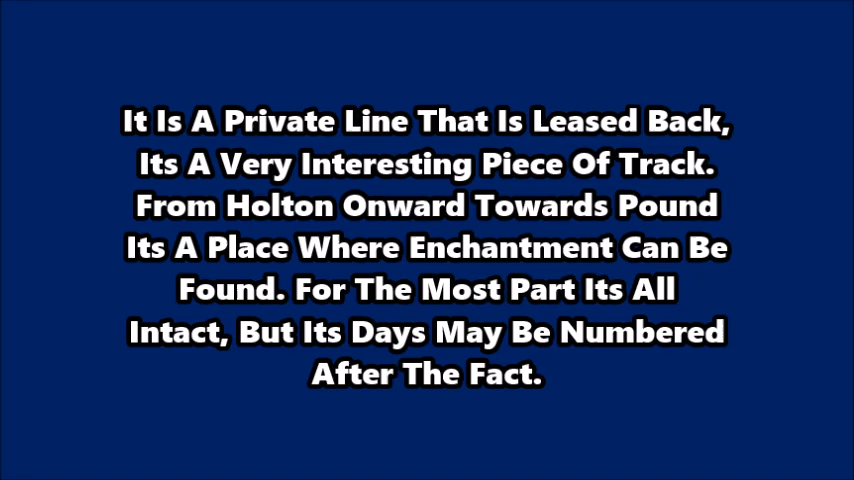 It Is A Private Line That Is Leased Back,
Its A Very Interesting Piece Of Track.
From Holton Onward Towards Pound
Its A Place Where Enchantment Can Be
Found. For The Most Part Its All
Intact, But Its Days May Be Numbered
After The Fact.